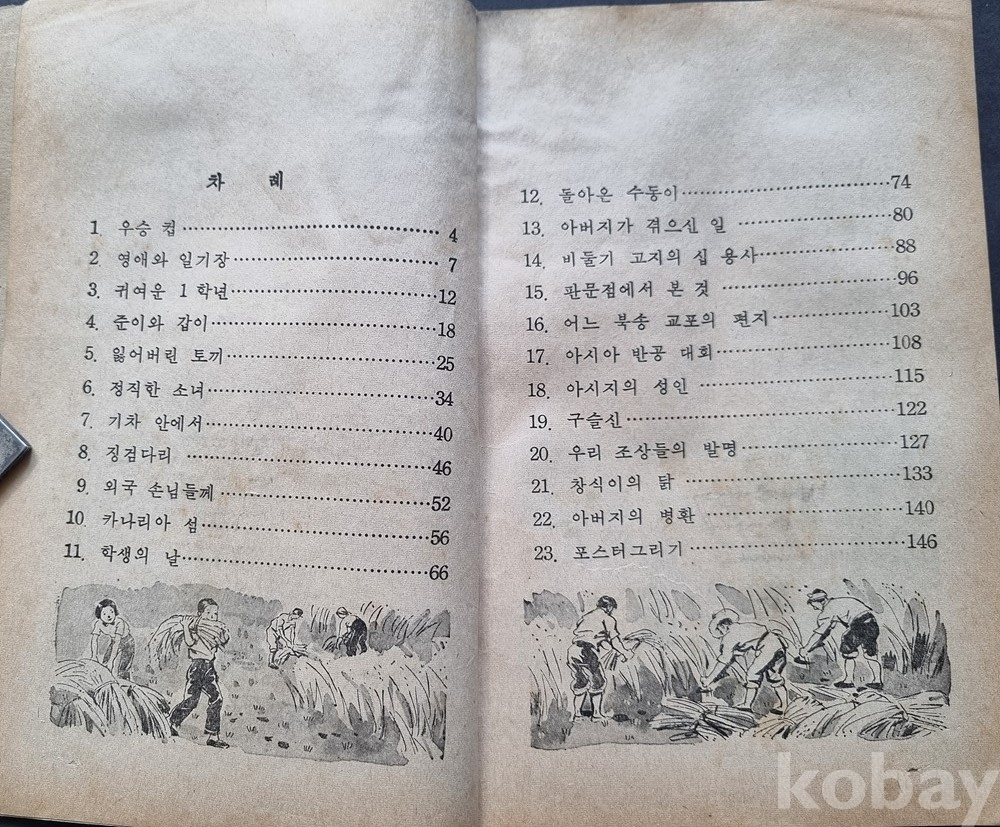 차 례
1. 우승 컵 4
2. 영애와 일기장 7
3. 귀여운 1 학년 12
4. 준이와 갑이 18
5. 잃어버린 토끼 25
6. 정직한 소녀 34
7. 기차 안에서 40
8. 징검다리 46
9. 외국 손님들께 52
10. 카나리아 섬 56
11. 학생의 날 66
12. 돌아온 수동이 74
13. 아버지가 겪으신 일 80
14. 비둘기 고지의 십 용사 88
15. 판문점에서 본 것 96
16. 어느 북송 교포의 편지 103
17. 아시아 반공 대회 108
18. 아시지의 성인 115
19. 구슬신 122
20. 우리 조상들의 발명 127
21. 창식이의 닭 133
22. 아버지의 병환 140
23. 포스터그리기 146
kobay